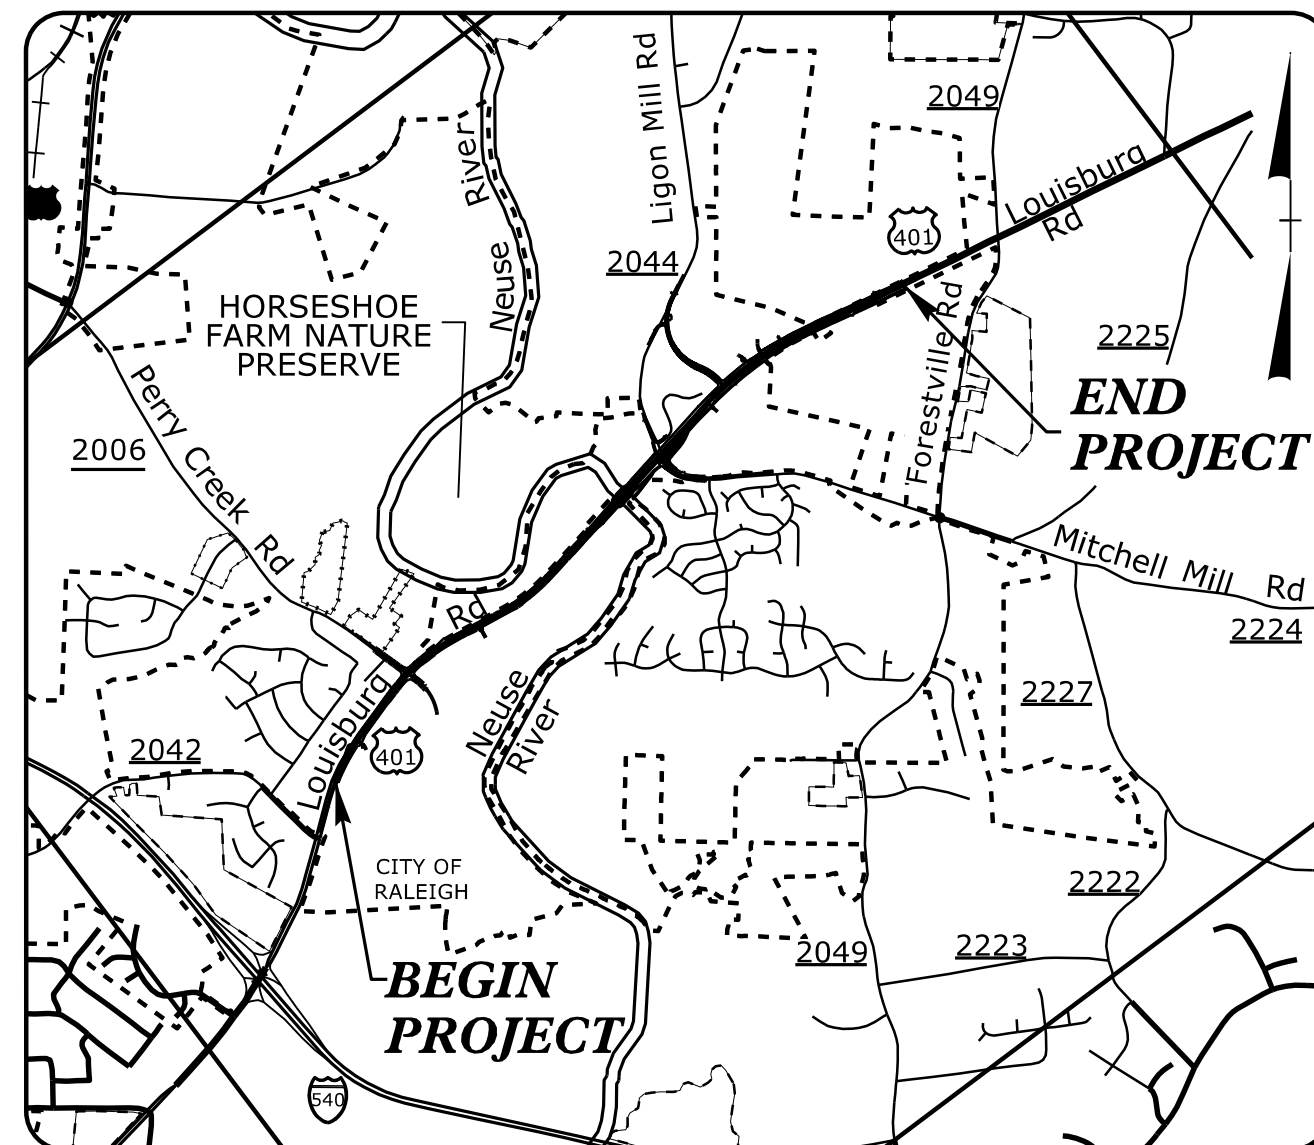 Ligon Mill Rd
2049
River
Louisburg
Rd
401
2044
Neuse
HORSESHOE
FARM NATURE
PRESERVE
Forestville Rd
2225
Perry Creek Rd
END
PROJECT
2006
Mitchell Mill Rd
Rd
2224
Neuse
River
2227
Louisburg
401
2042
CITY OF
RALEIGH
2222
2049
2223
BEGIN
PROJECT
540